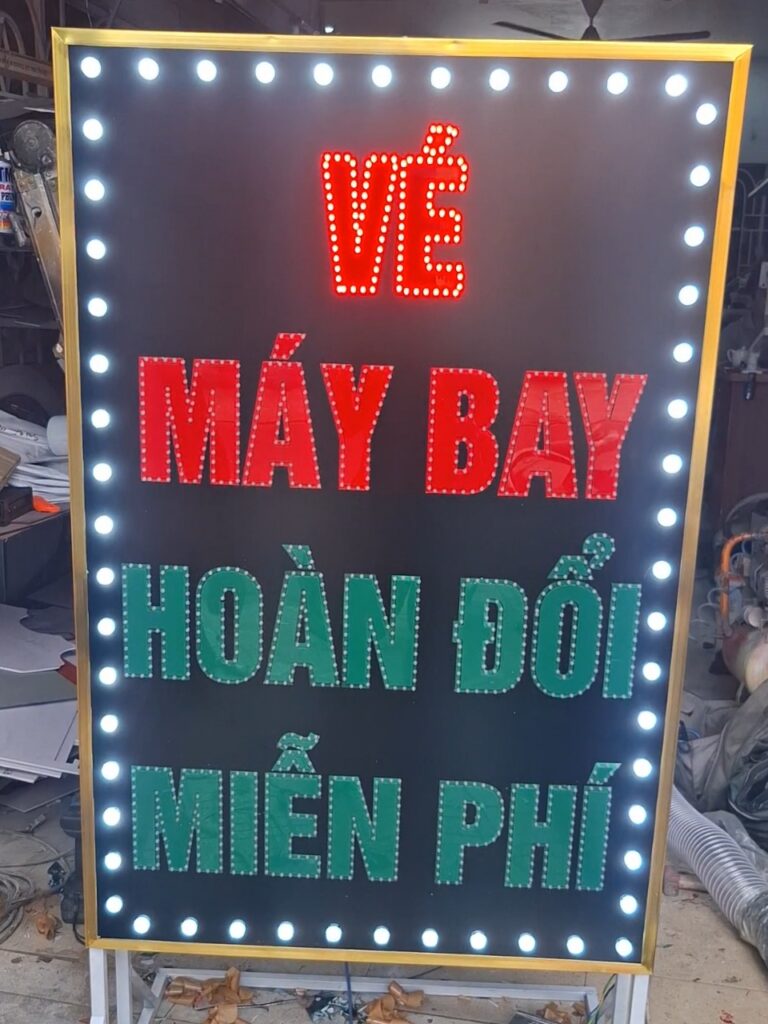 VÉ
MÁY BAY
HOÀN ĐỔI
MIỄN PHÍ